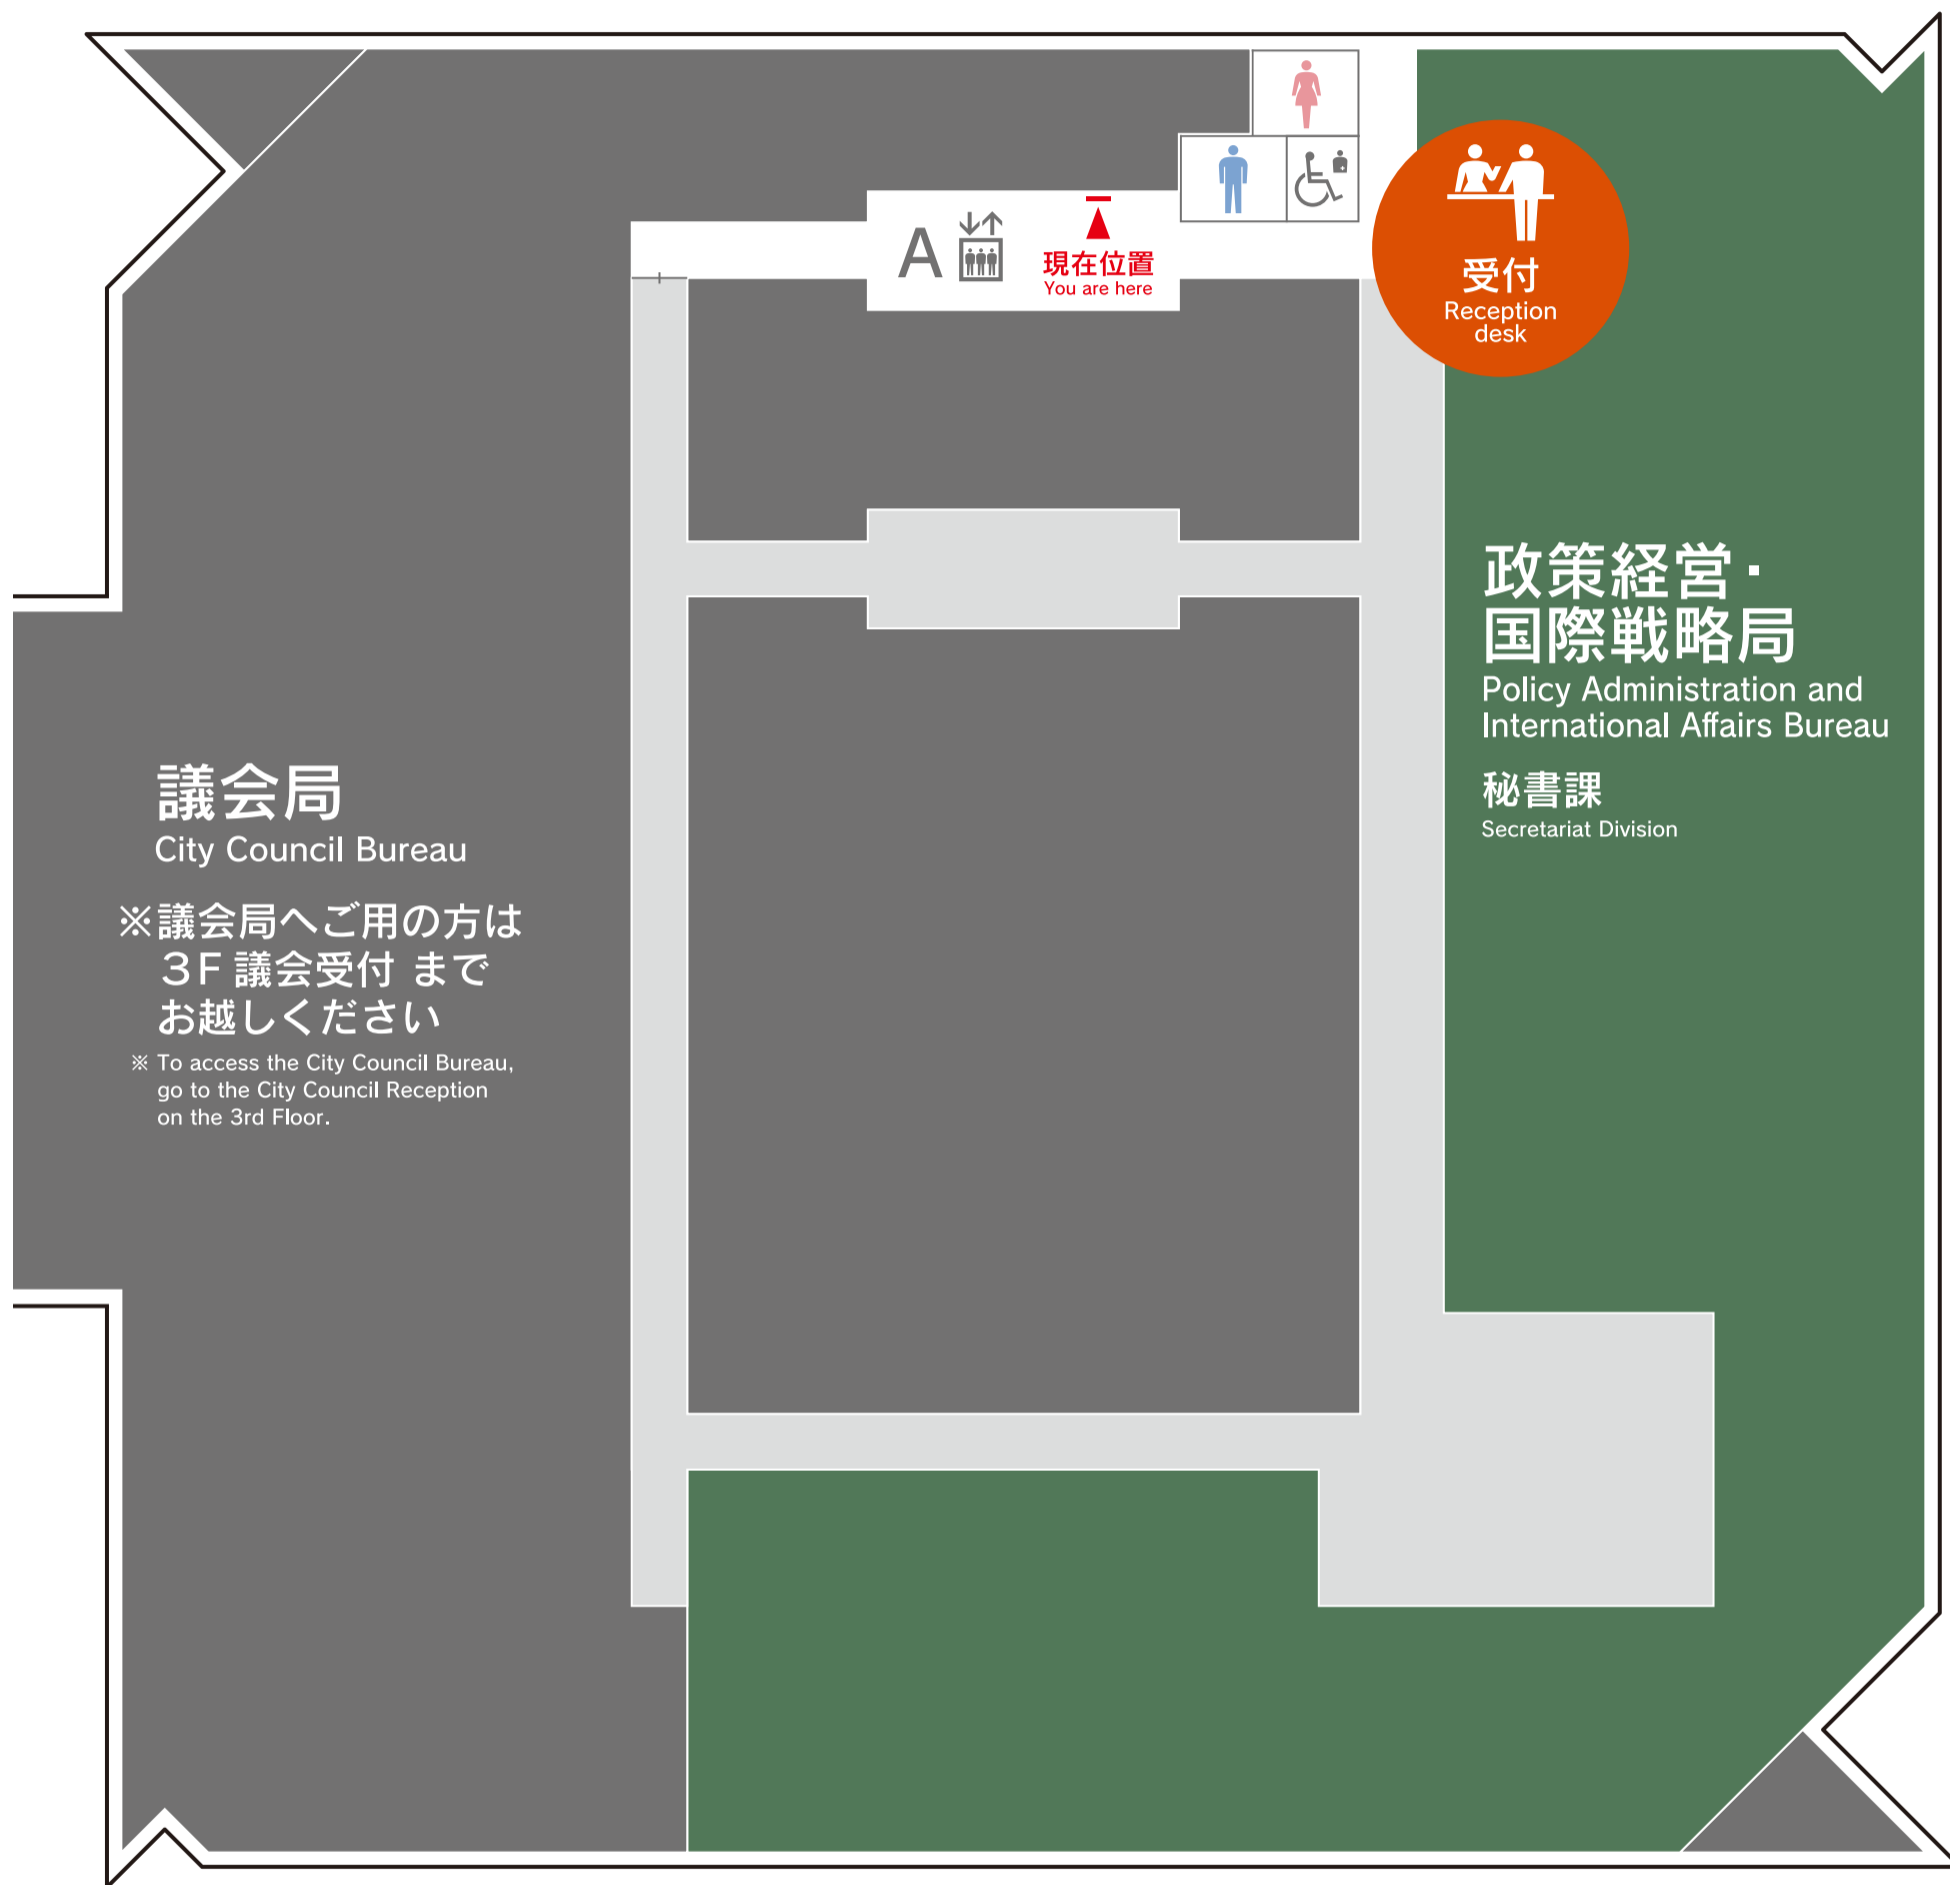 A
現在位置
You are here
受付
Reception
desk
政策経営・
国際戦略局
Policy Administration and
International Affairs Bureau
秘書課
Secretariat Division
議会局
City Council Bureau
※議会局へご用の方は
3F 議会受付 まで
お越しください
※ To access the City Council Bureau,
go to the City Council Reception
on the 3rd Floor.